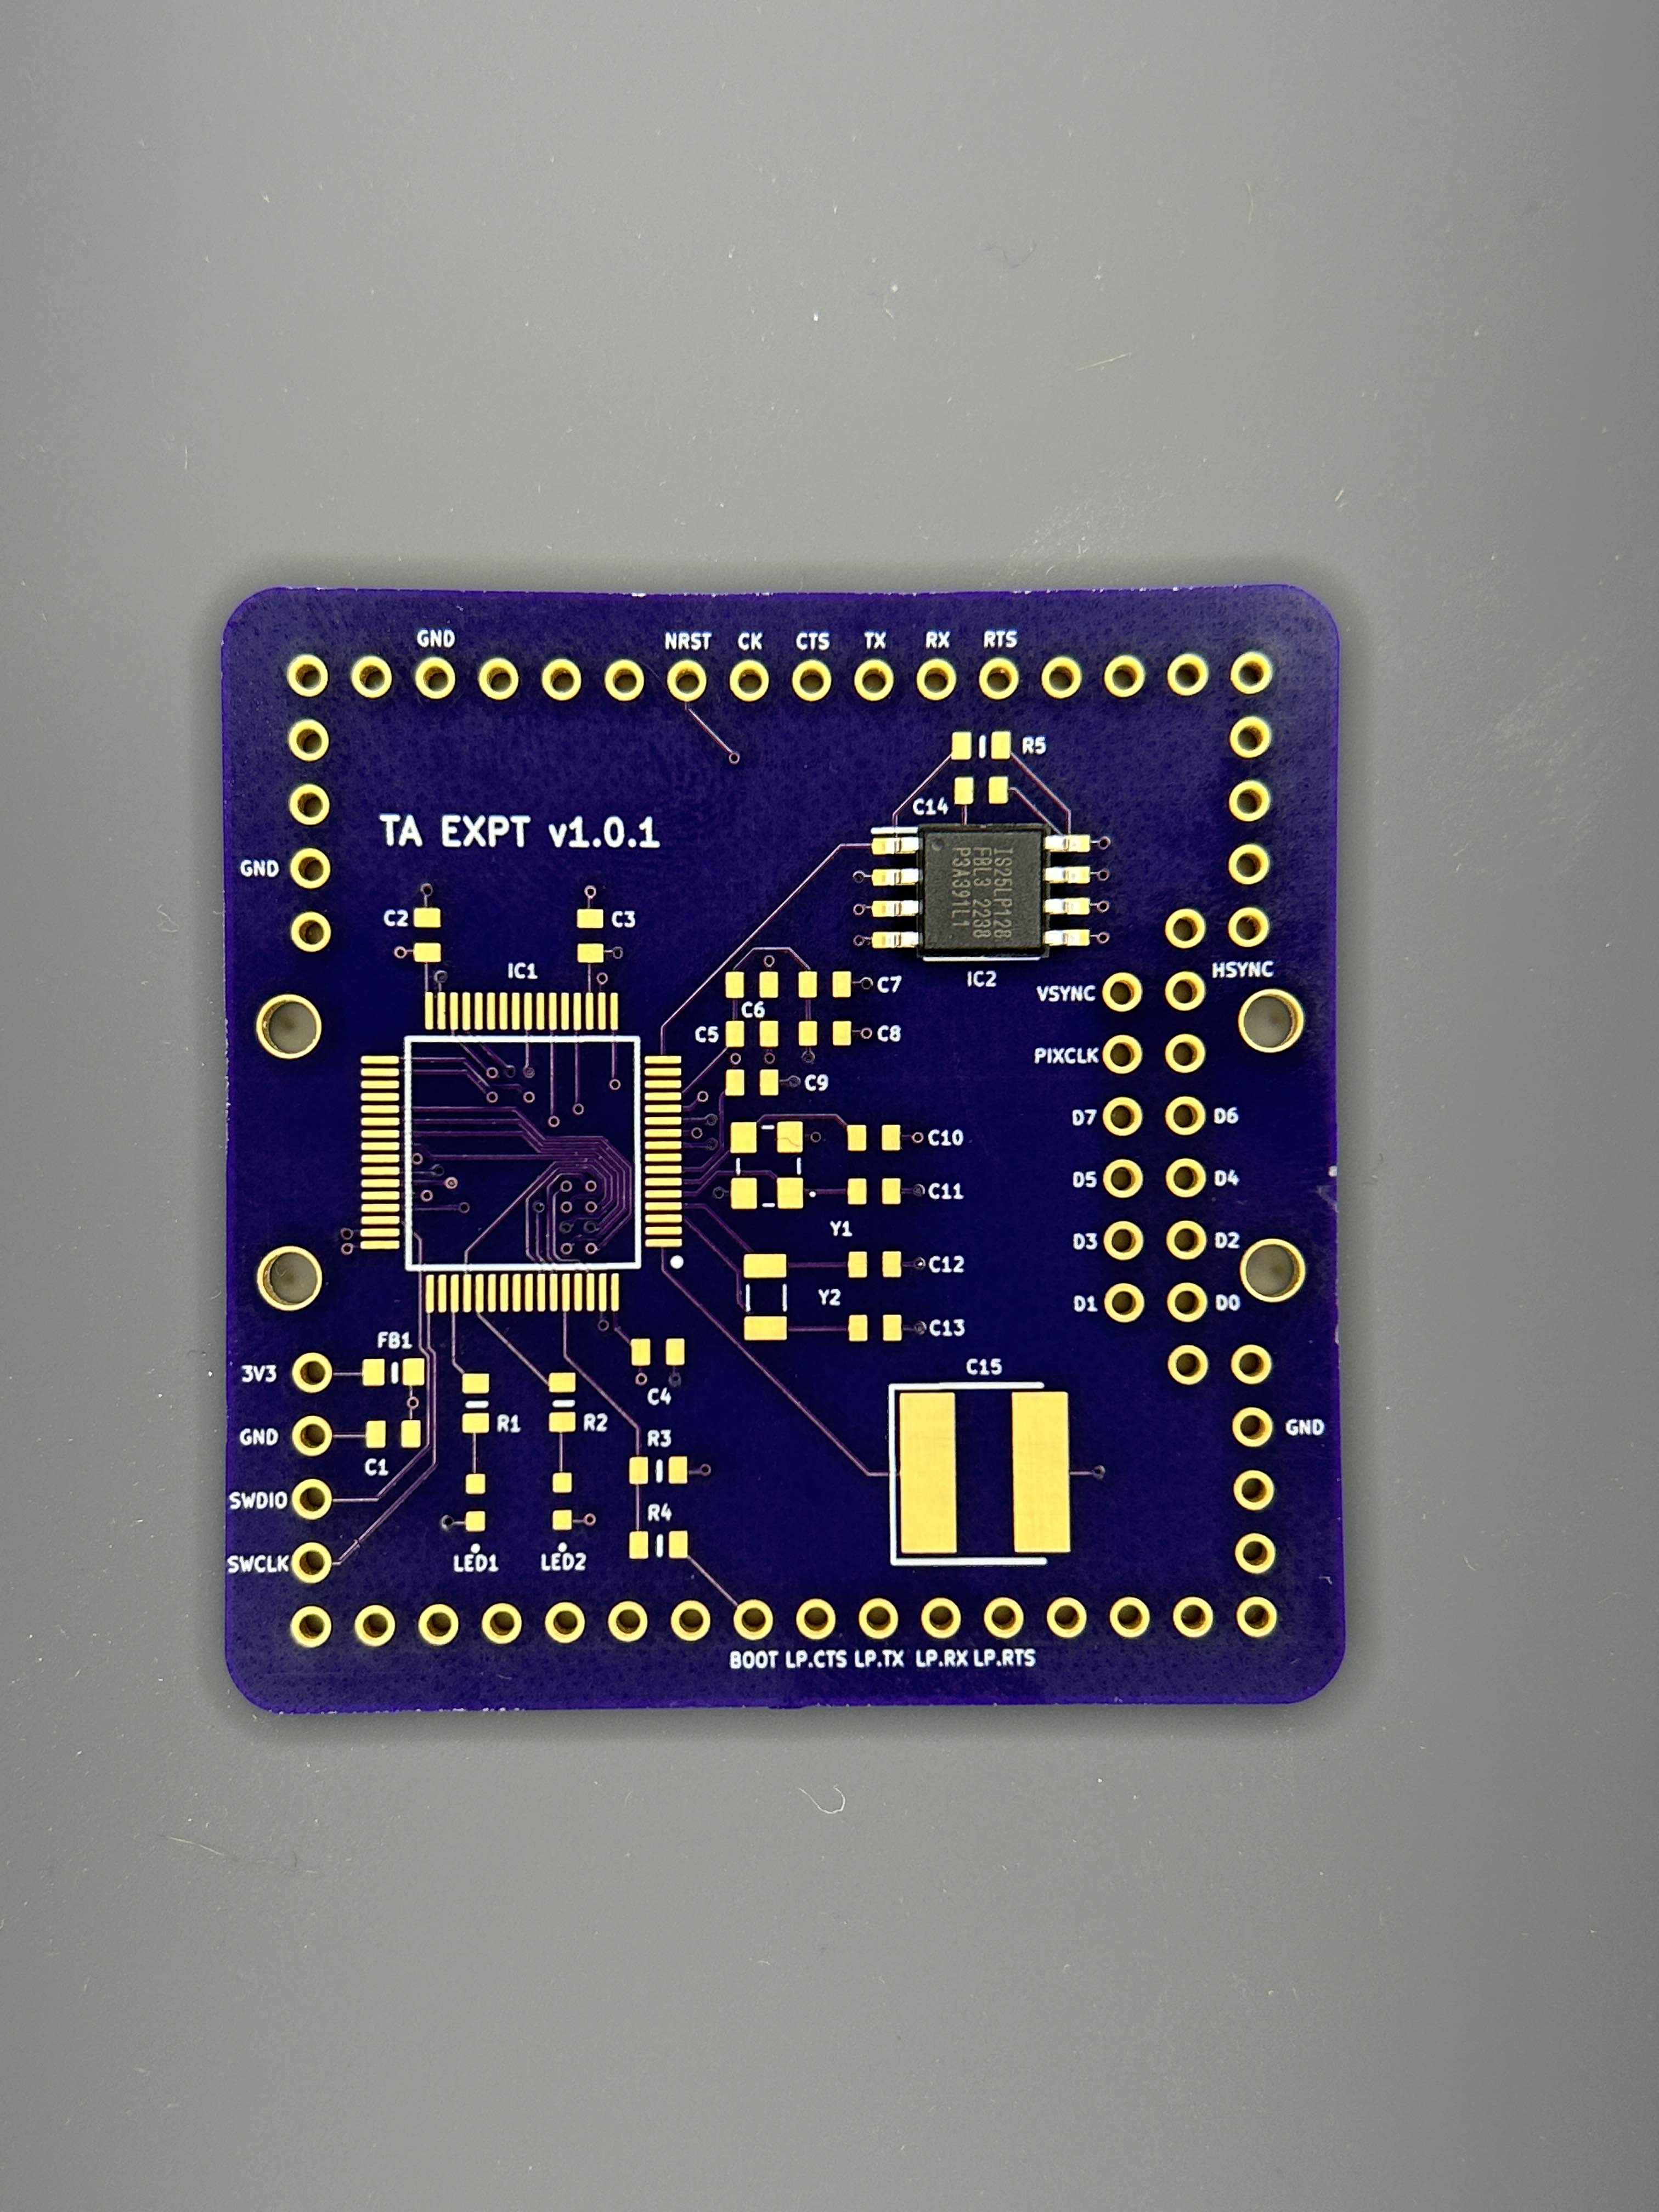 GND NRST CK CTS TX RX RTS
R5
C14
TA EXPT v1.0.1
IS25LP128
FBL3 2238
P3A391L1
GND
C2 C3
IC1
IC2
HSYNC
VSYNC
C7
C6
C5 C8
PIXCLK
C9
D7 D6
C10
D5 D4
C11
Y1
D3 D2
C12
Y2
D1 D0
C13
FB1
3V3
C15
C4
R1 R2
GND
GND
R3
C1
SWDIO
R4
SWCLK
LED1 LED2
BOOT LP.CTS LP.TX LP.RX LP.RTS